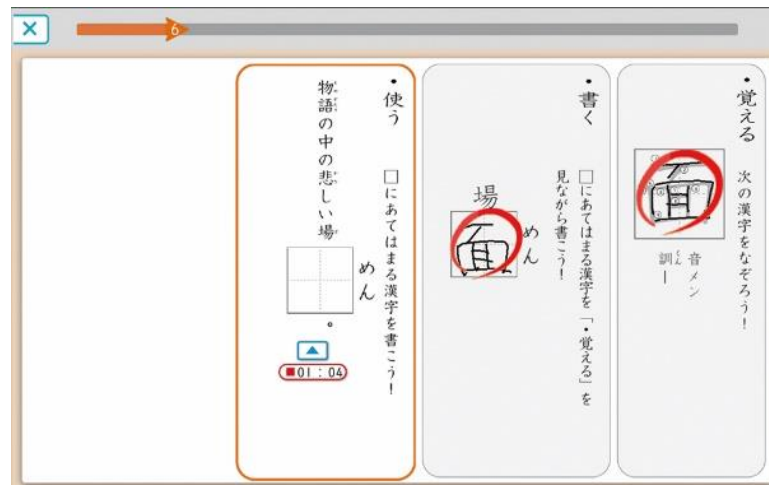 6
・覚える 次の漢字をなぞろう！
面
音 メン
訓 くん ー
・書く □にあてはまる漢字を「・覚える」を
見ながら書こう！
場面
めん
・使う □にあてはまる漢字を書こう！
物語の中の悲しい場□。
めん
01:04